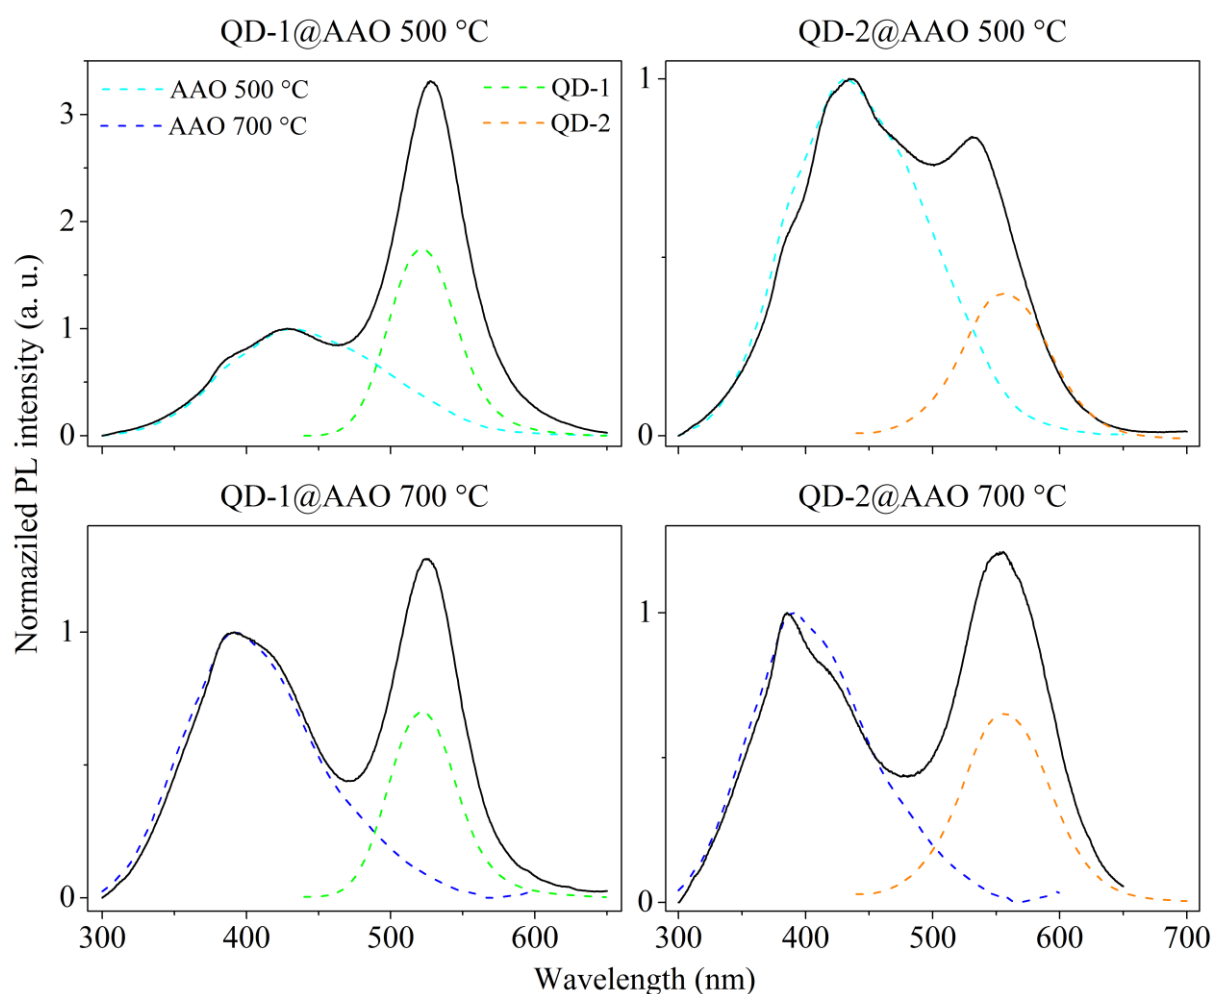 QD-1@AAO 500 °C
QD-2@AAO 500 °C
AAO 500 °C
AAO 700 °C
QD-1
QD-2
3
2
1
0
1
0
QD-1@AAO 700 °C
QD-2@AAO 700 °C
1
0
1
0
300 400 500 600
300 400 500 600 700
Wavelength (nm)
Normaziled PL intensity (a. u.)